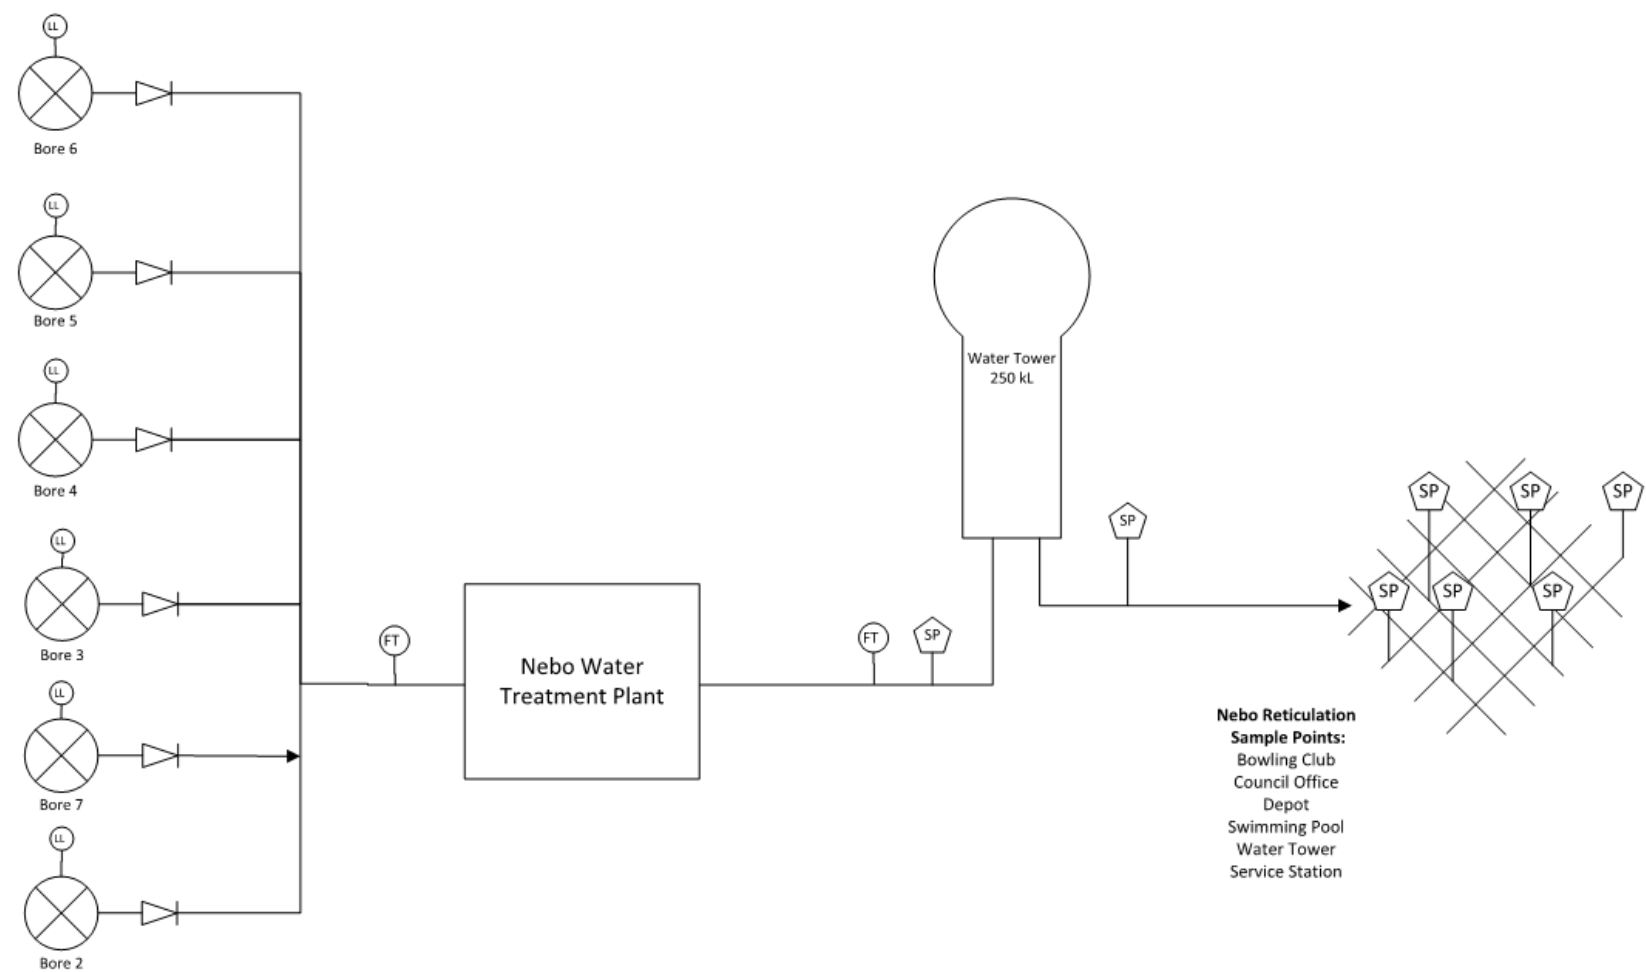 LL
Bore 6
LL
Bore 5
LL
Bore 4
LL
Bore 3
LL
Bore 7
LL
Bore 2
FT
Nebo Water
Treatment Plant
FT
SP
Water Tower
250 kL
SP
SP
SP
SP
SP
SP
SP
Nebo Reticulation
Sample Points:
Bowling Club
Council Office
Depot
Swimming Pool
Water Tower
Service Station